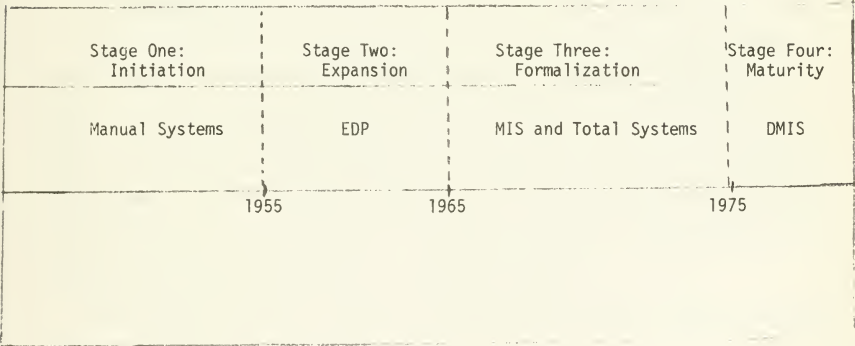 Stage One:
Initiation
Stage Two:
Expansion
Stage Three:
Formalization
Stage Four:
Maturity
Manual Systems
EDP
MIS and Total Systems
DMIS
1955
1965
1975